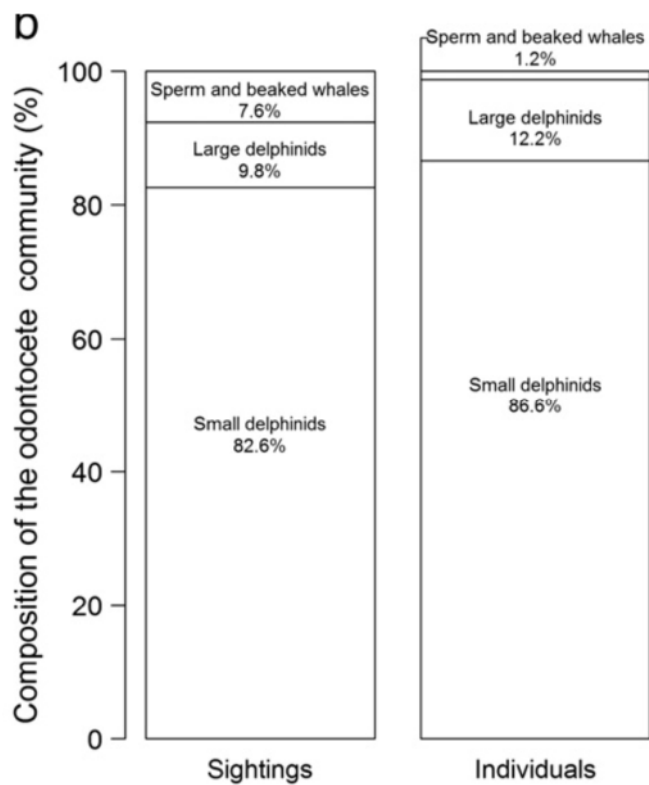 b
Composition of the odontocete community (%)
100
80
60
40
20
0
Sperm and beaked whales
7.6%
Large delphinids
9.8%
Small delphinids
82.6%
Sightings
Sperm and beaked whales
1.2%
Large delphinids
12.2%
Small delphinids
86.6%
Individuals